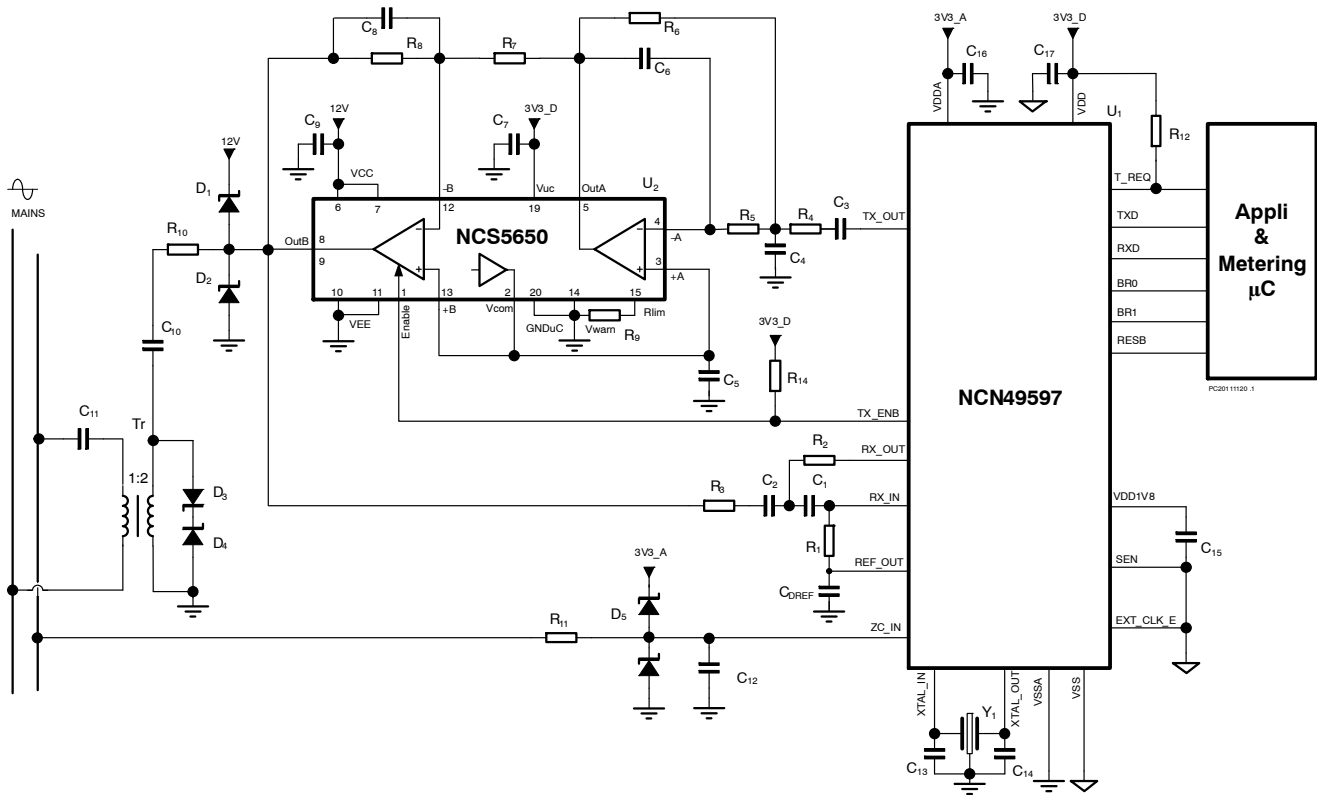 C8
R8
R7
R6
C6
3V3_A
3V3_D
C16
C17
VDDA
VDD
U1
R12
C9
12V
C7
3V3_D
12V
VCC
-B
Vuc
OutA
U2
6
7
12
19
5
MAINS
D1
R10
OutB
8
9
NCS5650
4
-A
3
+A
R5
R4
C3
TX_OUT
C4
T_REQ
TXD
RXD
BR0
BR1
RESB
Appli
&
Metering
µC
PC20111120 .1
D2
10
11
1
13
2
20
14
15
VEE
Enable
+B
Vcom
GNDuC
Vwarn
R9
Rlim
C10
3V3_D
R14
C5
NCN49597
TX_ENB
C11
Tr
1:2
D3
D4
R2
RX_OUT
R3
C2
C1
RX_IN
R1
REF_OUT
CDREF
VDD1V8
C15
SEN
EXT_CLK_E
3V3_A
D5
R11
ZC_IN
C12
XTAL_IN
XTAL_OUT
VSSA
VSS
Y1
C13
C14